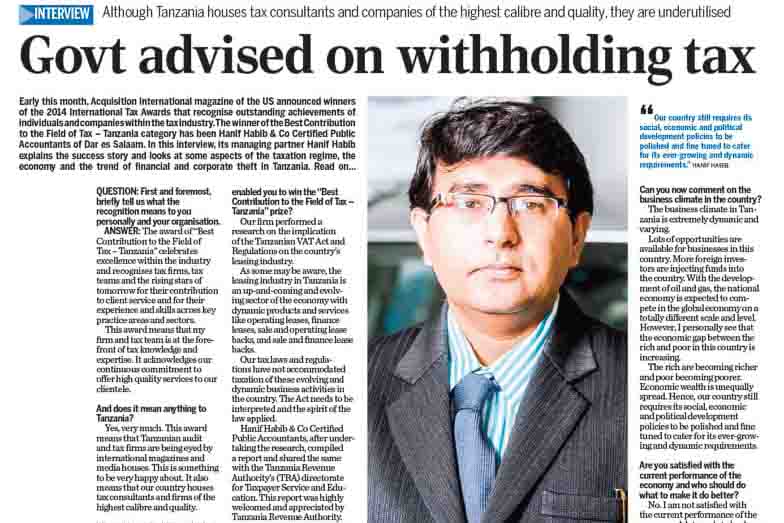 INTERVIEW Although Tanzania houses tax consultants and companies of the highest calibre and quality, they are underutilised
Govt advised on withholding tax
Early this month, Acquisition International magazine of the US announced winners
of the 2014 International Tax Awards that recognise outstanding achievements of
individuals and companies within the tax industry. The winner of the Best Contribution
to the Field of Tax – Tanzania category has been Hanif Habib & Co Certified Public
Accountants of Dar es Salaam. In this interview, its managing partner Hanif Habib
explains the success story and looks at some aspects of the taxation regime, the
economy and the trend of financial and corporate theft in Tanzania. Read on...
QUESTION: First and foremost,
briefly tell us what the
recognition means to you
personally and your organisation.
ANSWER: The award of “Best
Contribution to the Field of
Tax – Tanzania” celebrates
excellence within the industry
and recognises tax firms, tax
teams and the rising stars of
tomorrow for their contribution
to client service and for their
experience and skills across key
practice areas and sectors.
This award means that my
firm and tax team is at the fore-
front of tax knowledge and
expertise. It acknowledges our
continuous commitment to
offer high quality services to our
clientele.
And does it mean anything to
Tanzania?
Yes, very much. This award
means that Tanzanian audit
and tax firms are being eyed by
international magazines and
media houses. This is something
to be very happy about. It also
means that our country houses
tax consultants and firms of the
highest calibre and quality.
enabled you to win the “Best
Contribution to the Field of Tax –
Tanzania” prize?
Our firm performed a
research on the implication
of the Tanzanian VAT Act and
Regulations on the country's
leasing industry.
As some may be aware, the
leasing industry in Tanzania is
an up-and-coming and evolv-
ing sector of the economy with
dynamic products and services
like operating leases, finance
leases, sale and operating lease
backs, and sale and finance lease
backs.
Our tax laws and regula-
tions have not accommodated
taxation of these evolving and
dynamic business activities in
the country. The Act needs to be
interpreted and the spirit of the
law applied.
Hanif Habib & Co Certified
Public Accountants, after under-
taking the research, compiled
a report and shared the same
with the Tanzania Revenue
Authority's (TRA) directorate
for Taxpayer Service and Edu-
cation. This report was highly
welcomed and appreciated by
Tanzania Revenue Authority.
“ Our country still requires its
social, economic and political
development policies to be
polished and fine tuned to cater
for its ever-growing and dynamic
requirements.” HANIF HABIB
Can you now comment on the
business climate in the country?
The business climate in Tan-
zania is extremely dynamic and
varying.
Lots of opportunities are
available for businesses in this
country. More foreign inves-
tors are injecting funds into
the country. With the develop-
ment of oil and gas, the national
economy is expected to com-
pete in the global economy on a
totally different scale and level.
However, I personally see that
the economic gap between the
rich and poor in this country is
increasing.
The rich are becoming richer
and poor becoming poorer.
Economic wealth is unequally
spread. Hence, our country still
requires its social, economic
and political development
policies to be polished and fine
tuned to cater for its ever-grow-
ing and dynamic requirements.
Are you satisfied with the
current performance of the
economy and who should do
what to make it do better?
No. I am not satisfied with
the current performance of the